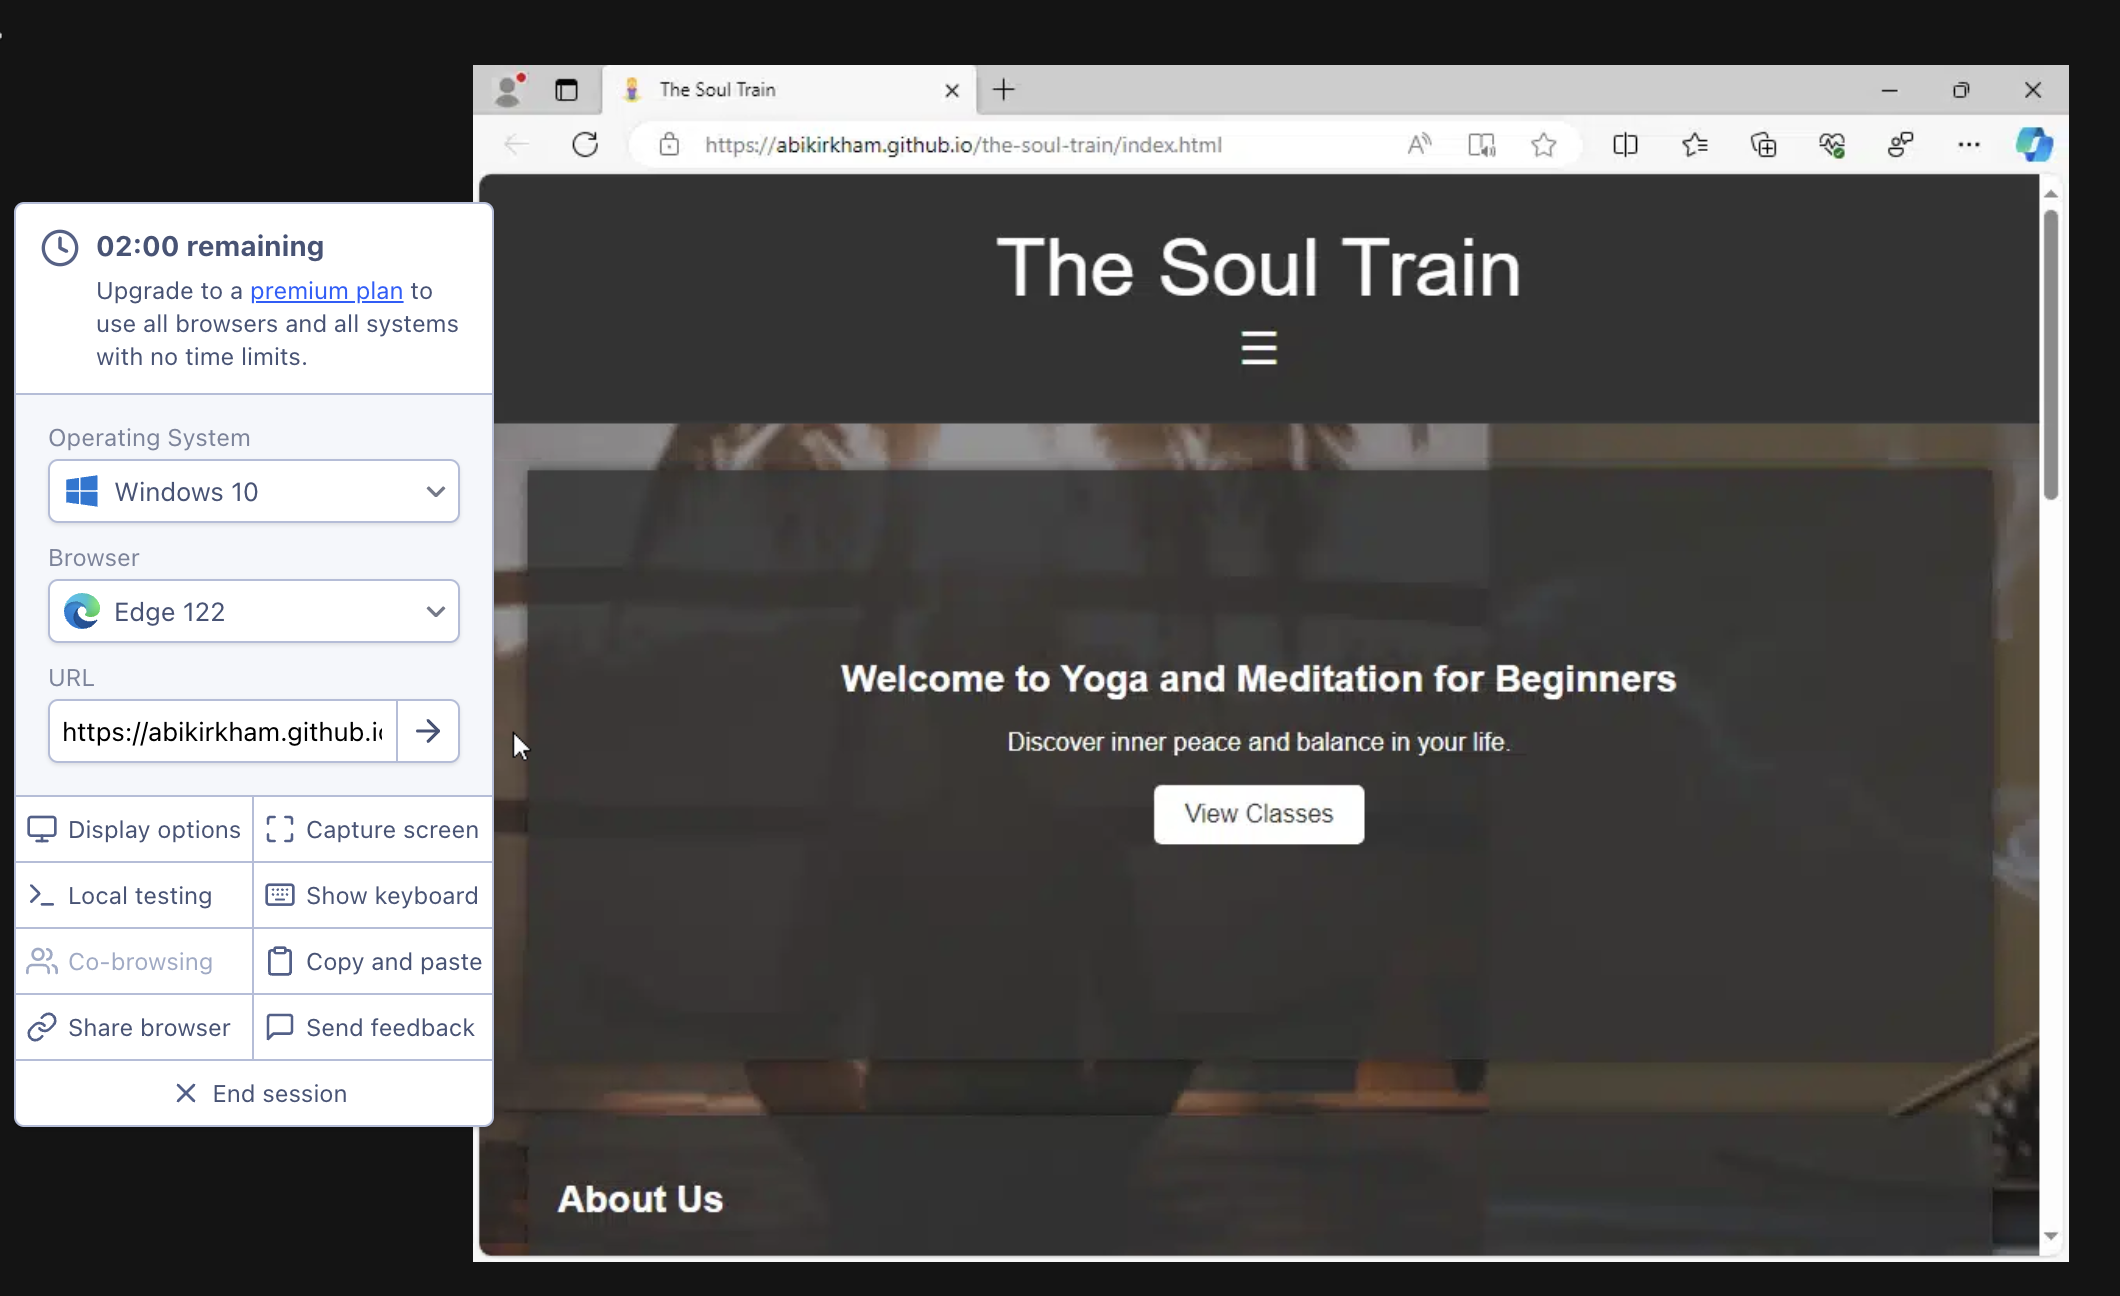 The Soul Train
https://abikirkham.github.io/the-soul-train/index.html
02:00 remaining
Upgrade to a premium plan to
use all browsers and all systems
with no time limits.
Operating System
Windows 10
Browser
Edge 122
URL
https://abikirkham.github.i
Display options
Capture screen
Local testing
Show keyboard
Co-browsing
Copy and paste
Share browser
Send feedback
End session
The Soul Train
Welcome to Yoga and Meditation for Beginners
Discover inner peace and balance in your life.
View Classes
About Us